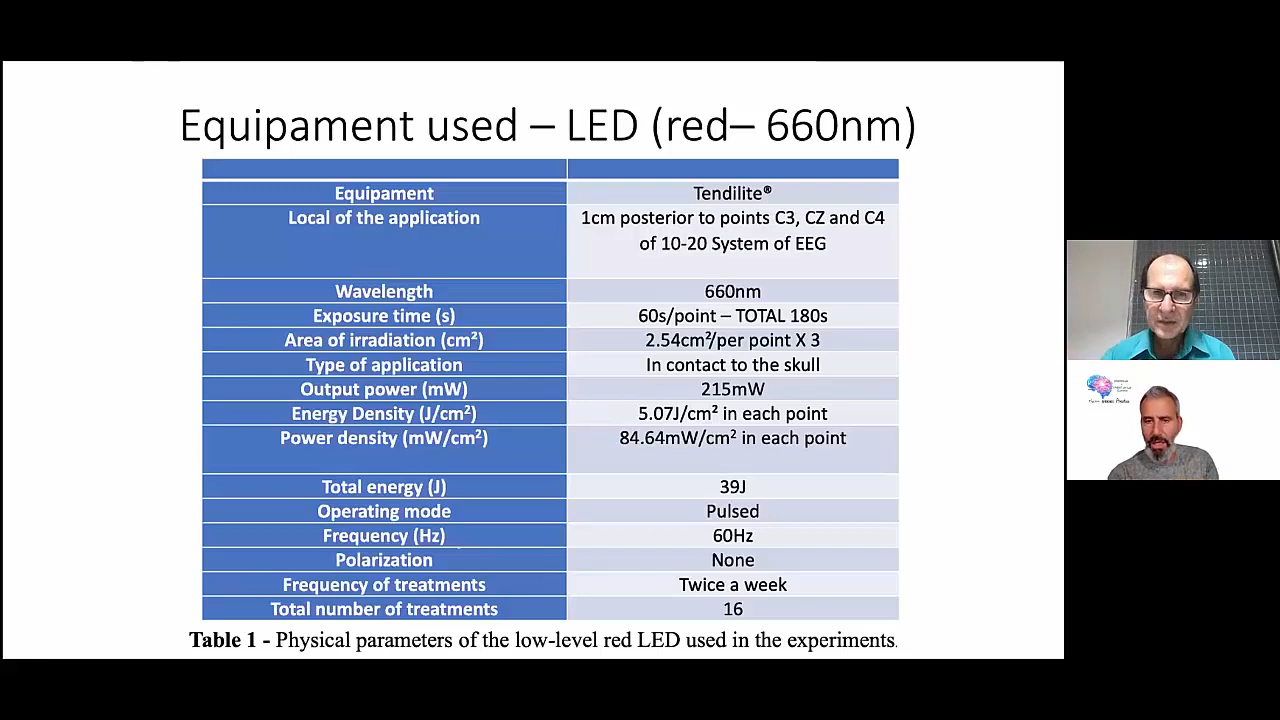 Equipament used – LED (red– 660nm)
Equipament Tendilite®
Local of the application 1cm posterior to points C3, CZ and C4
of 10-20 System of EEG
Wavelength 660nm
Exposure time (s) 60s/point – TOTAL 180s
Area of irradiation (cm²) 2.54cm²/per point X 3
Type of application In contact to the skull
Output power (mW) 215mW
Energy Density (J/cm²) 5.07J/cm² in each point
Power density (mW/cm²) 84.64mW/cm² in each point
Total energy (J) 39J
Operating mode Pulsed
Frequency (Hz) 60Hz
Polarization None
Frequency of treatments Twice a week
Total number of treatments 16
Table 1 - Physical parameters of the low-level red LED used in the experiments.